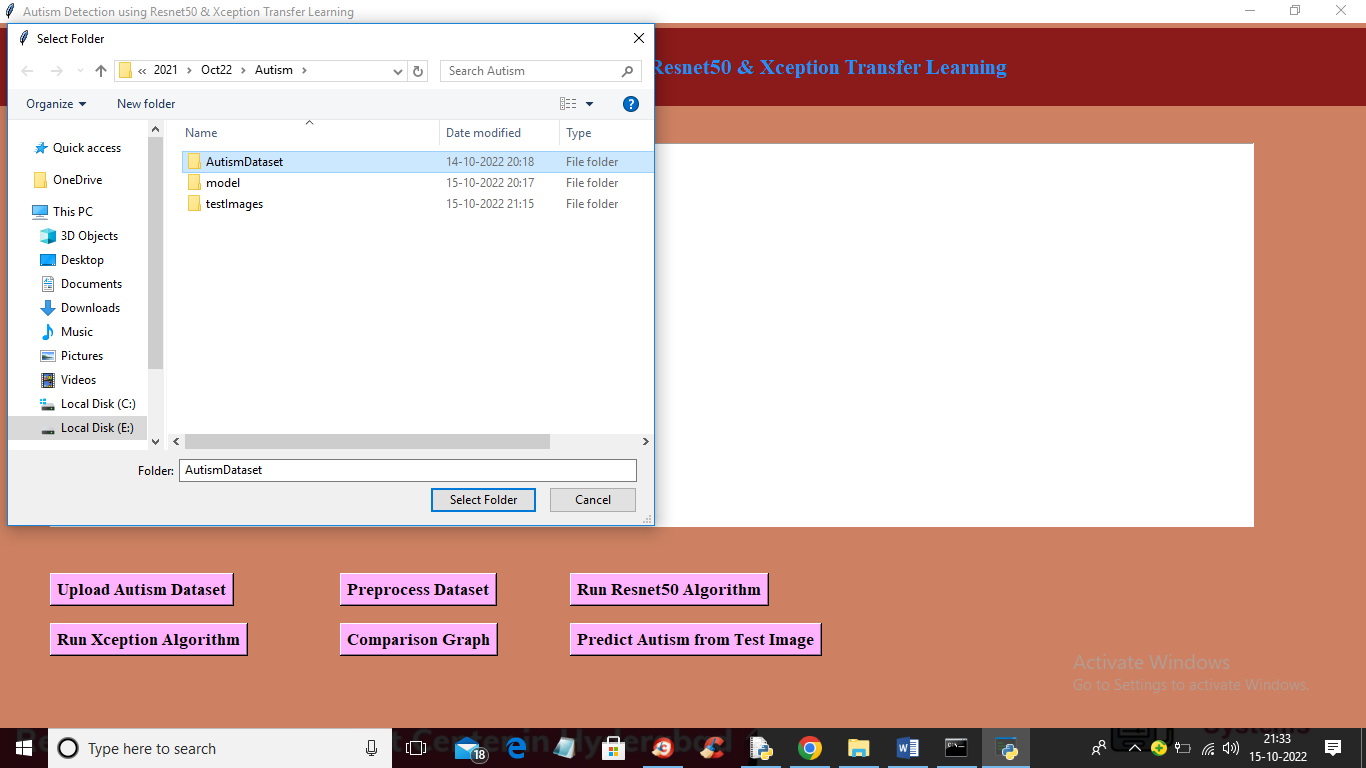 Autism Detection using Resnet50 & Xception Transfer Learning
Select Folder
Resnet50 & Xception Transfer Learning
« 2021 › Oct22 › Autism ›
Search Autism
Organize
New folder
?
Name Date modified Type
Quick access
OneDrive
This PC
3D Objects
Desktop
Documents
Downloads
Music
Pictures
Videos
Local Disk (C:)
Local Disk (E:)
AutismDataset 14-10-2022 20:18 File folder
model 15-10-2022 20:17 File folder
testImages 15-10-2022 21:15 File folder
Folder: AutismDataset
Select Folder Cancel
Upload Autism Dataset Preprocess Dataset Run Resnet50 Algorithm
Run Xception Algorithm Comparison Graph Predict Autism from Test Image
Activate Windows
Go to Settings to activate Windows.
Type here to search
18
21:33
15-10-2022